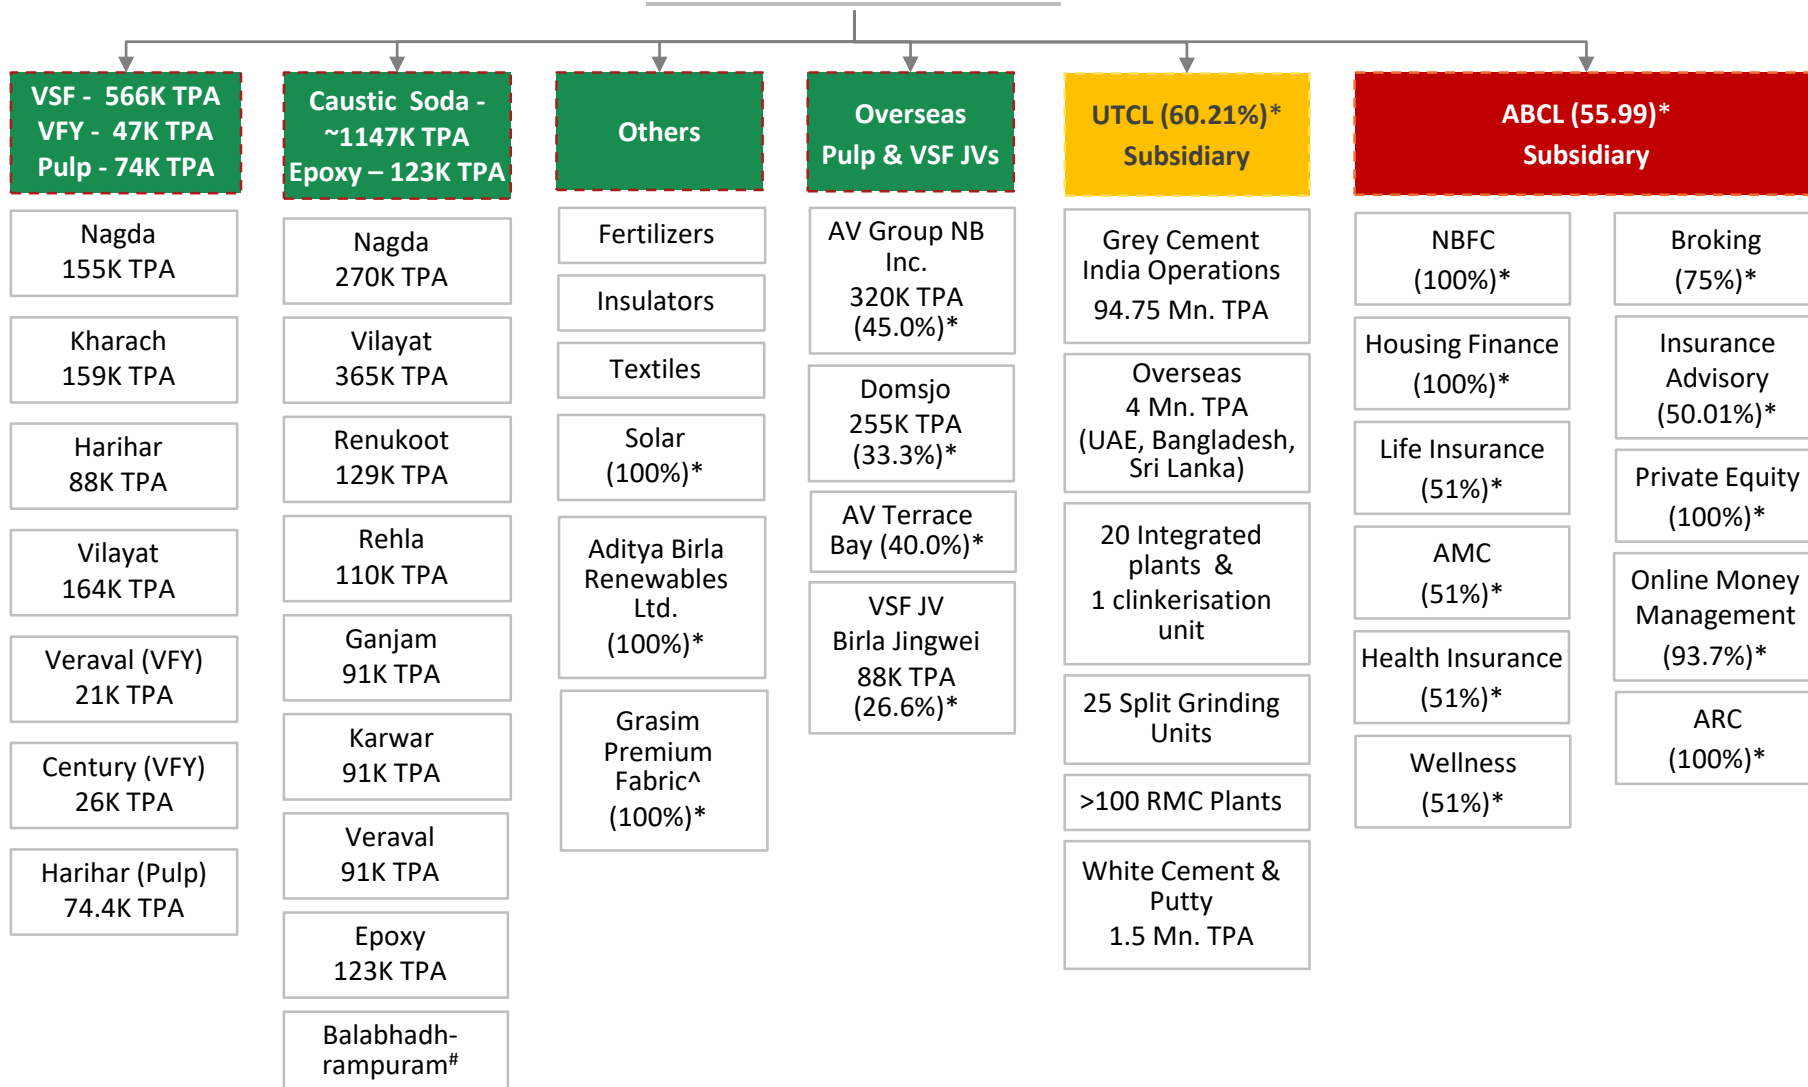 VSF - 566K TPA
VFY - 47K TPA
Pulp - 74K TPA
Nagda
155K TPA
Kharach
159K TPA
Harihar
88K TPA
Vilayat
164K TPA
Veraval (VFY)
21K TPA
Century (VFY)
26K TPA
Harihar (Pulp)
74.4K TPA
Caustic Soda -
~1147K TPA
Epoxy – 123K TPA
Nagda
270K TPA
Vilayat
365K TPA
Renukoot
129K TPA
Rehla
110K TPA
Ganjam
91K TPA
Karwar
91K TPA
Veraval
91K TPA
Epoxy
123K TPA
Balabhadh-
rampuram#
Others
Fertilizers
Insulators
Textiles
Solar
(100%)*
Aditya Birla
Renewables
Ltd.
(100%)*
Grasim
Premium
Fabric^
(100%)*
Overseas
Pulp & VSF JVs
AV Group NB
Inc.
320K TPA
(45.0%)*
Domsjo
255K TPA
(33.3%)*
AV Terrace
Bay (40.0%)*
VSF JV
Birla Jingwei
88K TPA
(26.6%)*
UTCL (60.21%)*
Subsidiary
Grey Cement
India Operations
94.75 Mn. TPA
Overseas
4 Mn. TPA
(UAE, Bangladesh,
Sri Lanka)
20 Integrated
plants &
1 clinkerisation
unit
25 Split Grinding
Units
>100 RMC Plants
White Cement &
Putty
1.5 Mn. TPA
ABCL (55.99)*
Subsidiary
NBFC
(100%)*
Housing Finance
(100%)*
Life Insurance
(51%)*
AMC
(51%)*
Health Insurance
(51%)*
Wellness
(51%)*
Broking
(75%)*
Insurance
Advisory
(50.01%)*
Private Equity
(100%)*
Online Money
Management
(93.7%)*
ARC
(100%)*